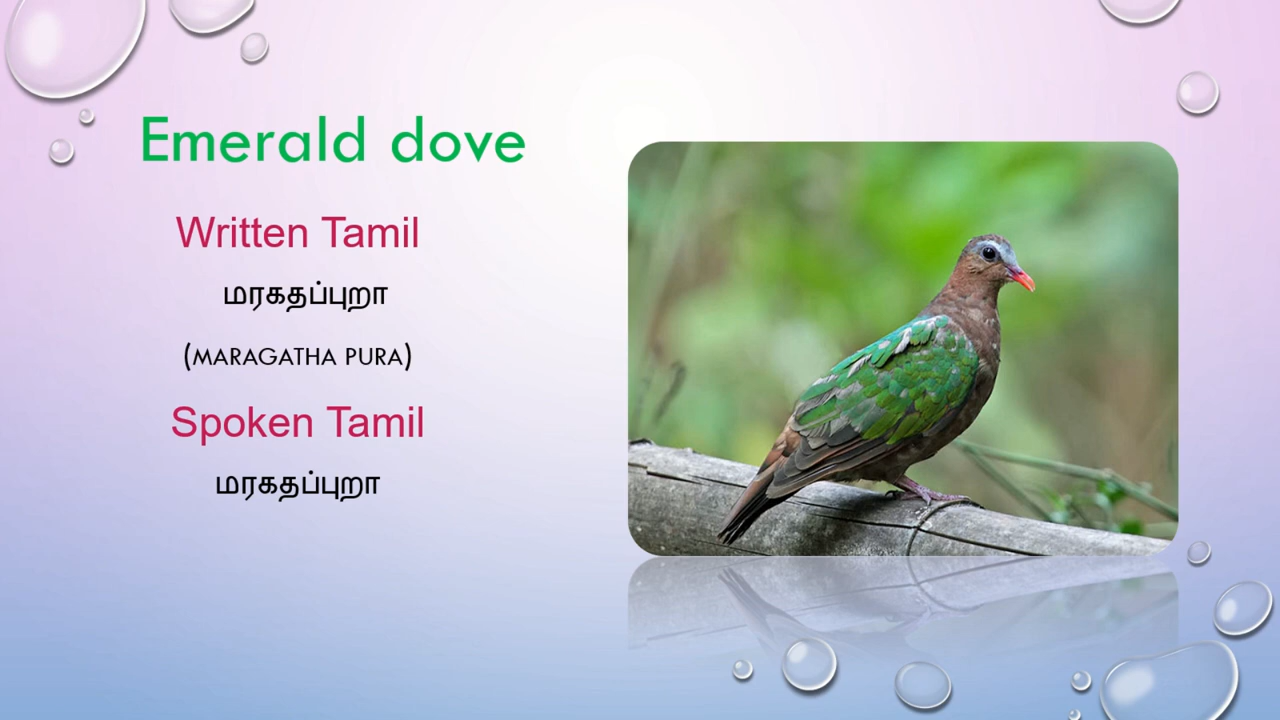 Emerald dove
Written Tamil
மரகதப்புறா
(MARAGATHA PURA)
Spoken Tamil
மரகதப்புறா